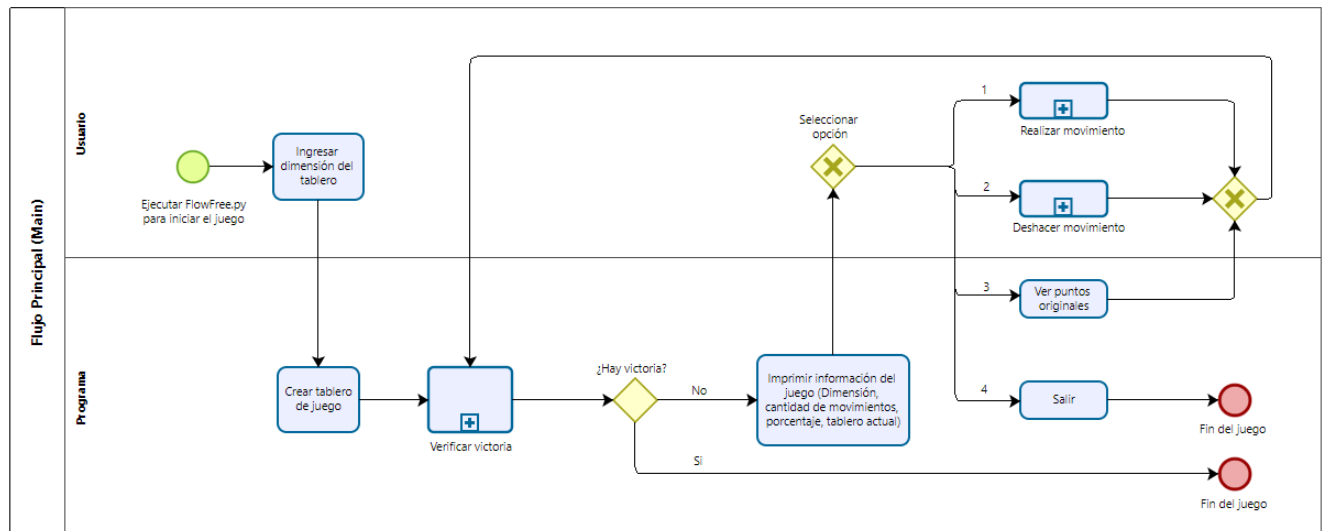 Flujo Principal (Main)
Usuario
Ejecutar FlowFree.py
para iniciar el juego
Ingresar
dimensión del
tablero
Seleccionar
opción
1
Realizar movimiento
2
Deshacer movimiento
Programa
Crear tablero
de juego
Verificar victoria
¿Hay victoria?
No
Si
Imprimir información del
juego (Dimensión,
cantidad de movimientos,
porcentaje, tablero actual)
3
Ver puntos
originales
4
Salir
Fin del juego
Fin del juego